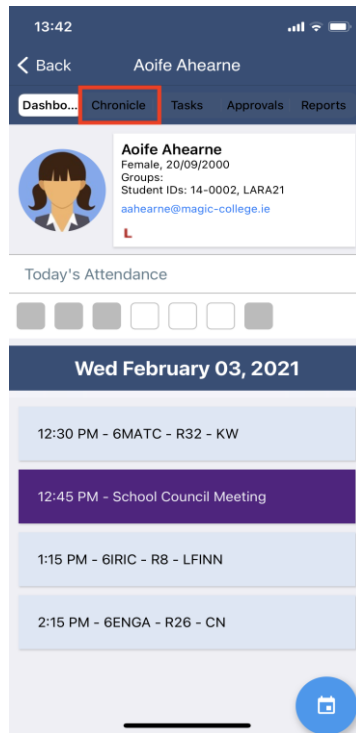 13:42
Back Aoife Ahearne
Dashbo... Chronicle Tasks Approvals Reports
Aoife Ahearne
Female, 20/09/2000
Groups:
Student IDs: 14-0002, LARA21
aahearne@magic-college.ie
L
Today's Attendance
Wed February 03, 2021
12:30 PM - 6MATC - R32 - KW
12:45 PM - School Council Meeting
1:15 PM - 6IRIC - R8 - LFINN
2:15 PM - 6ENGA - R26 - CN